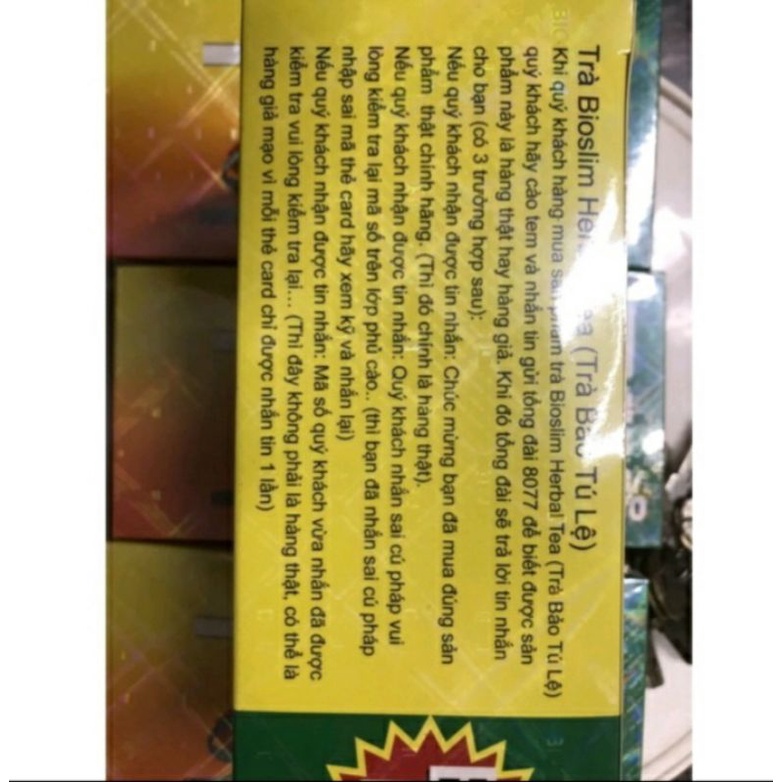 Trà Bioslim Herbal Tea (Trà Bảo Tú Lệ)
Khi quý khách hàng mua sản phẩm trà Bioslim Herbal Tea (Trà Bảo Tú Lệ)
quý khách hãy cào tem và nhắn tin gửi tổng đài 8077 để biết được sản
phẩm này là hàng thật hay hàng giả. Khi đó tổng đài sẽ trả lời tin nhắn
cho bạn (có 3 trường hợp sau):
Nếu quý khách nhận được tin nhắn: Chúc mừng bạn đã mua đúng sản
phẩm thật chính hãng. (Thì đó chính là hàng thật).
Nếu quý khách nhận được tin nhắn: Quý khách nhắn sai cú pháp vui
lòng kiểm tra lại mã số trên lớp phủ cào.. (thì bạn đã nhắn sai cú pháp
nhập sai mã thẻ card hãy xem kỹ và nhắn lại)
Nếu quý khách nhận được tin nhắn: Mã số quý khách vừa nhắn đã được
kiểm tra vui lòng kiểm tra lại... (Thì đây không phải là hàng thật, có thể là
hàng giả mạo vì mỗi thẻ card chỉ được nhắn tin 1 lần)